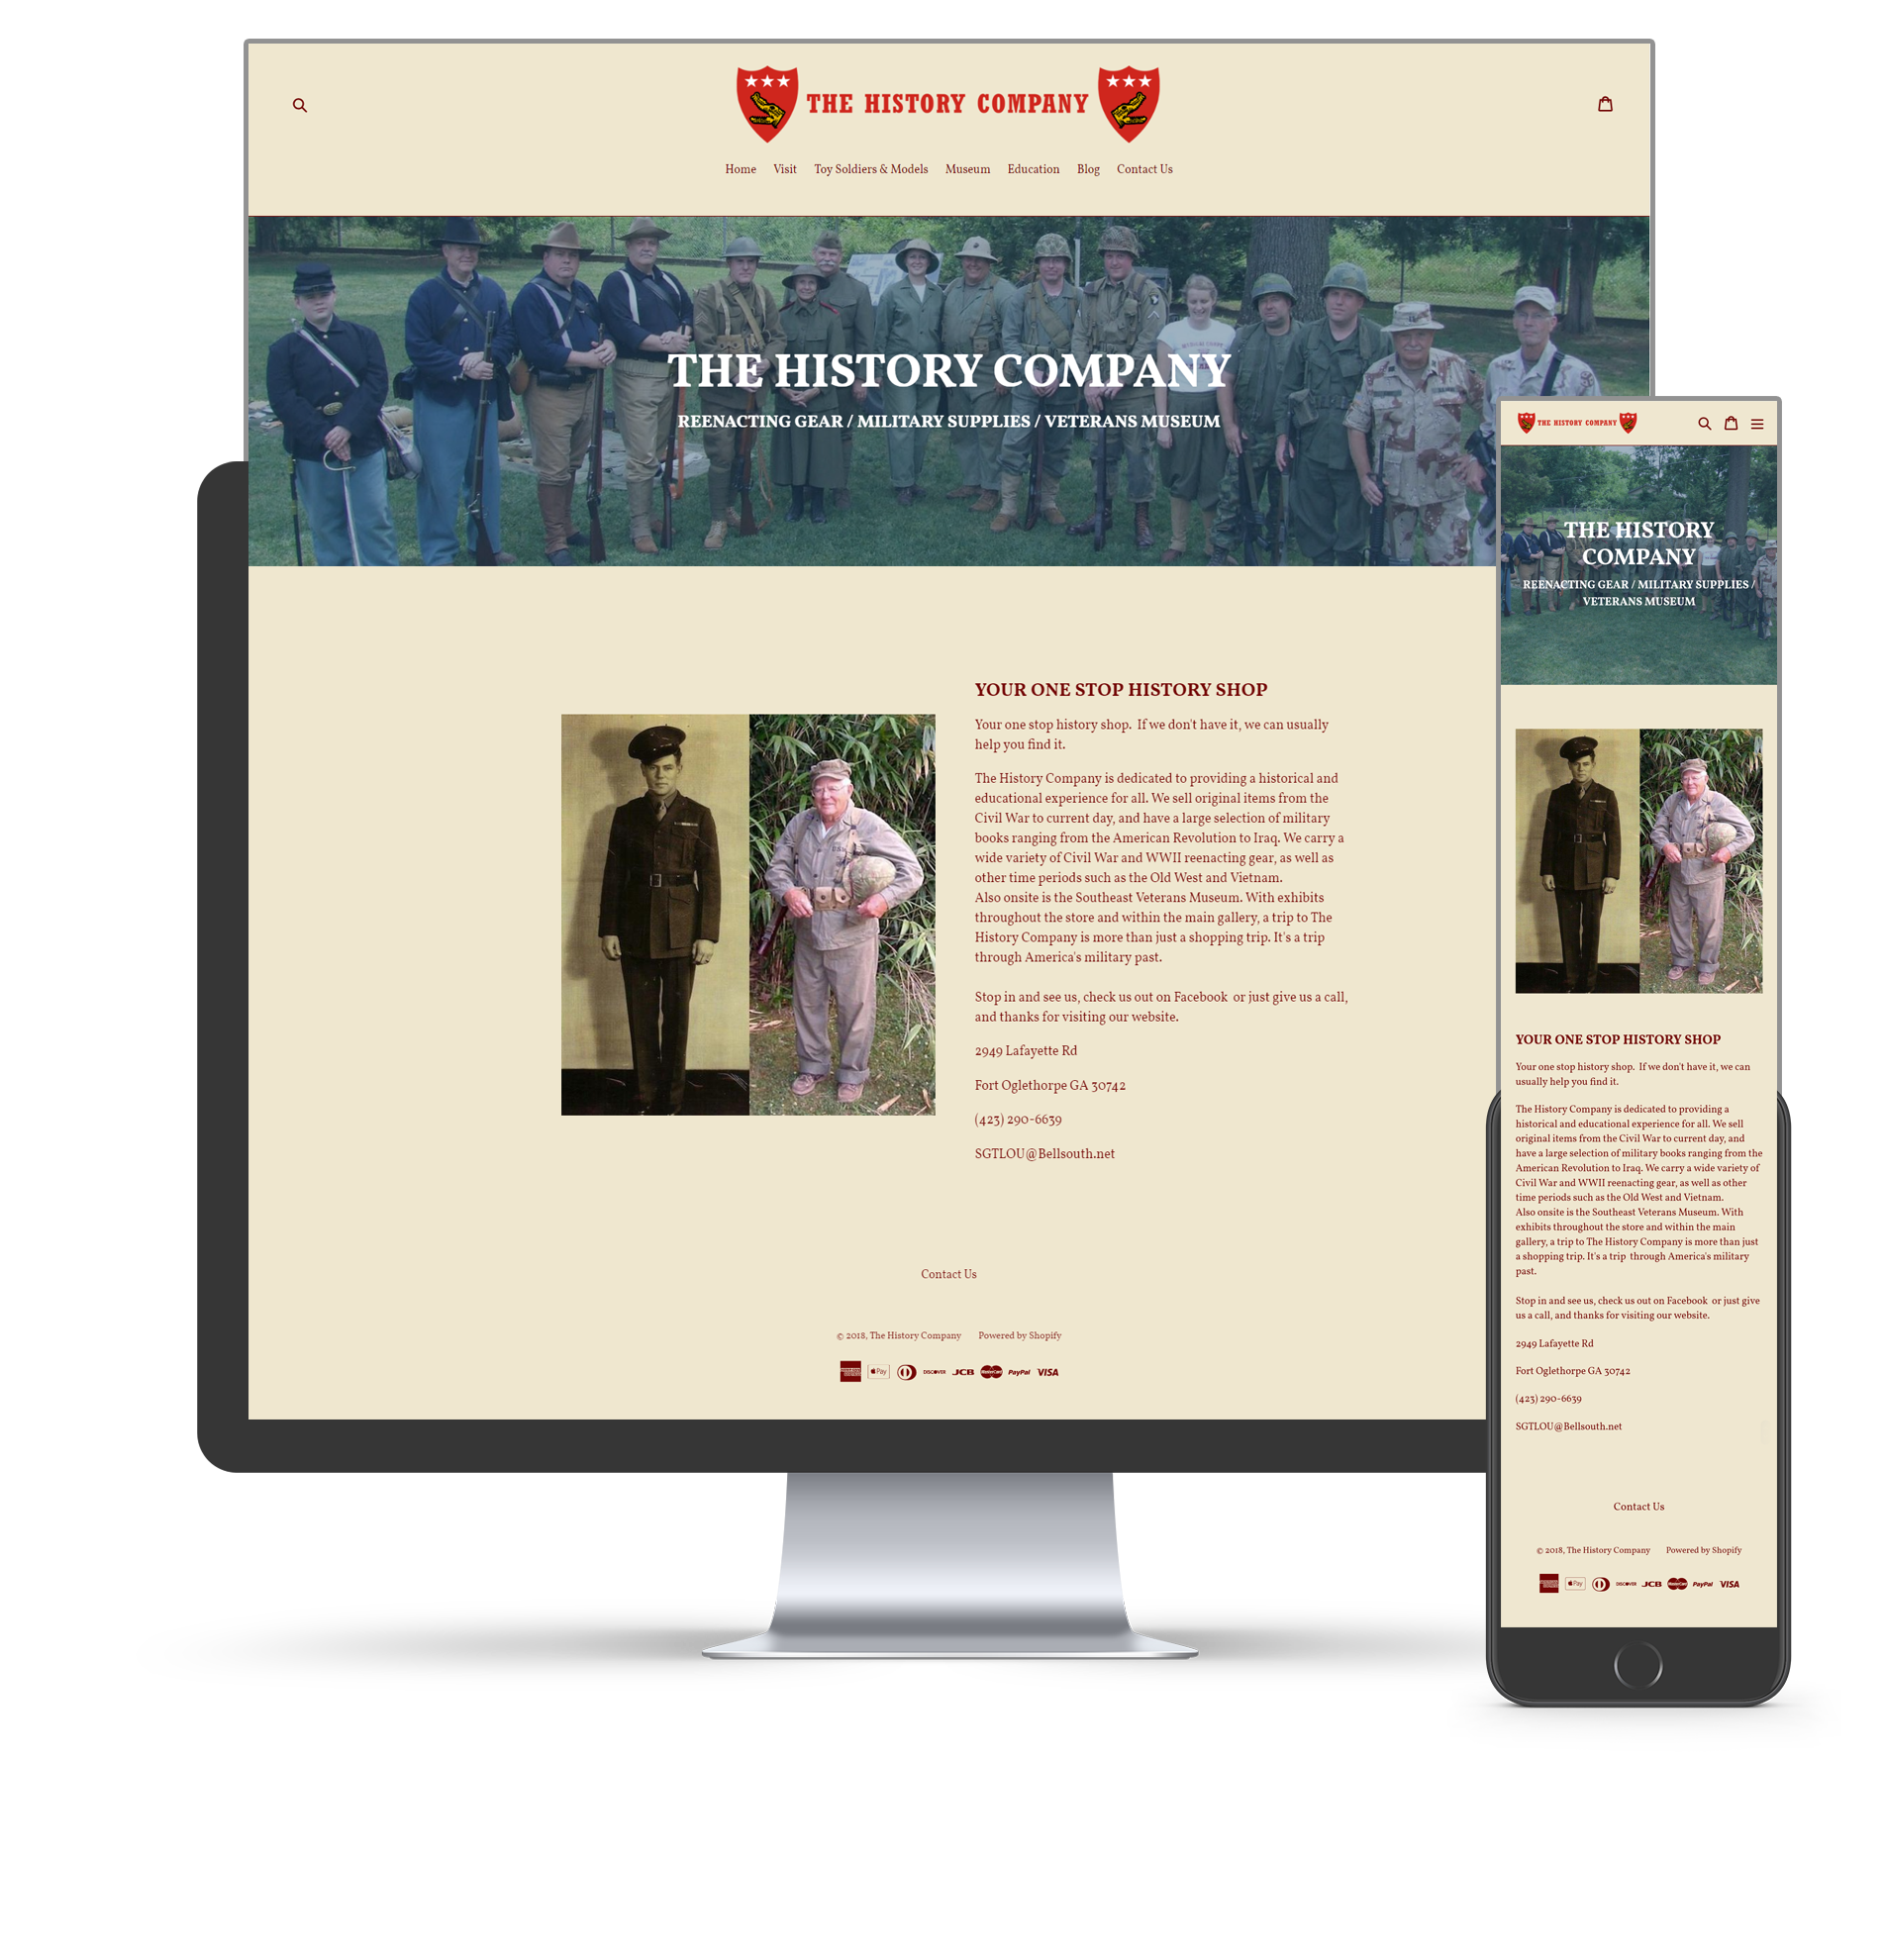 THE HISTORY COMPANY
Home Visit Toy Soldiers & Models Museum Education Blog Contact Us
THE HISTORY COMPANY
REENACTING GEAR / MILITARY SUPPLIES / VETERANS MUSEUM
YOUR ONE STOP HISTORY SHOP
Your one stop history shop. If we don't have it, we can usually
help you find it.
The History Company is dedicated to providing a historical and
educational experience for all. We sell original items from the
Civil War to current day, and have a large selection of military
books ranging from the American Revolution to Iraq. We carry a
wide variety of Civil War and WWII reenacting gear, as well as
other time periods such as the Old West and Vietnam.
Also onsite is the Southeast Veterans Museum. With exhibits
throughout the store and within the main gallery, a trip to The
History Company is more than just a shopping trip. It's a trip
through America's military past.
Stop in and see us, check us out on Facebook or just give us a call,
and thanks for visiting our website.
2949 Lafayette Rd
Fort Oglethorpe GA 30742
(423) 290-6639
SGTLOU@Bellsouth.net
Contact Us
© 2018, The History Company Powered by Shopify
Pay DISCOVER JCB MasterCard PayPal VISA
THE HISTORY COMPANY
THE HISTORY
COMPANY
REENACTING GEAR / MILITARY SUPPLIES /
VETERANS MUSEUM
YOUR ONE STOP HISTORY SHOP
Your one stop history shop. If we don't have it, we can
usually help you find it.
The History Company is dedicated to providing a
historical and educational experience for all. We sell
original items from the Civil War to current day, and
have a large selection of military books ranging from the
American Revolution to Iraq. We carry a wide variety of
Civil War and WWII reenacting gear, as well as other
time periods such as the Old West and Vietnam.
Also onsite is the Southeast Veterans Museum. With
exhibits throughout the store and within the main
gallery, a trip to The History Company is more than just
a shopping trip. It's a trip through America's military
past.
Stop in and see us, check us out on Facebook or just give
us a call, and thanks for visiting our website.
2949 Lafayette Rd
Fort Oglethorpe GA 30742
(423) 290-6639
SGTLOU@Bellsouth.net
Contact Us
© 2018, The History Company Powered by Shopify
Pay DISCOVER JCB MasterCard PayPal VISA